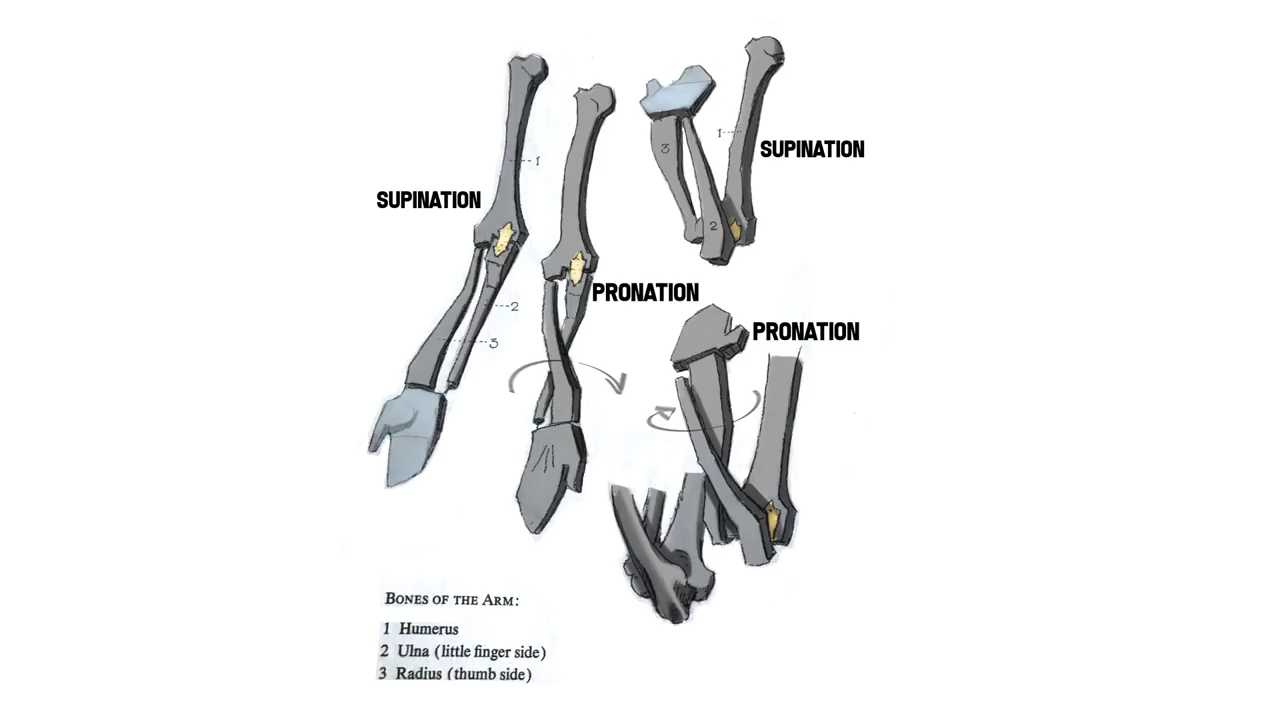 SUPINATION
1
2
3
PRONATION
3
1
2
SUPINATION
PRONATION
BONES OF THE ARM:
1 Humerus
2 Ulna (little finger side)
3 Radius (thumb side)